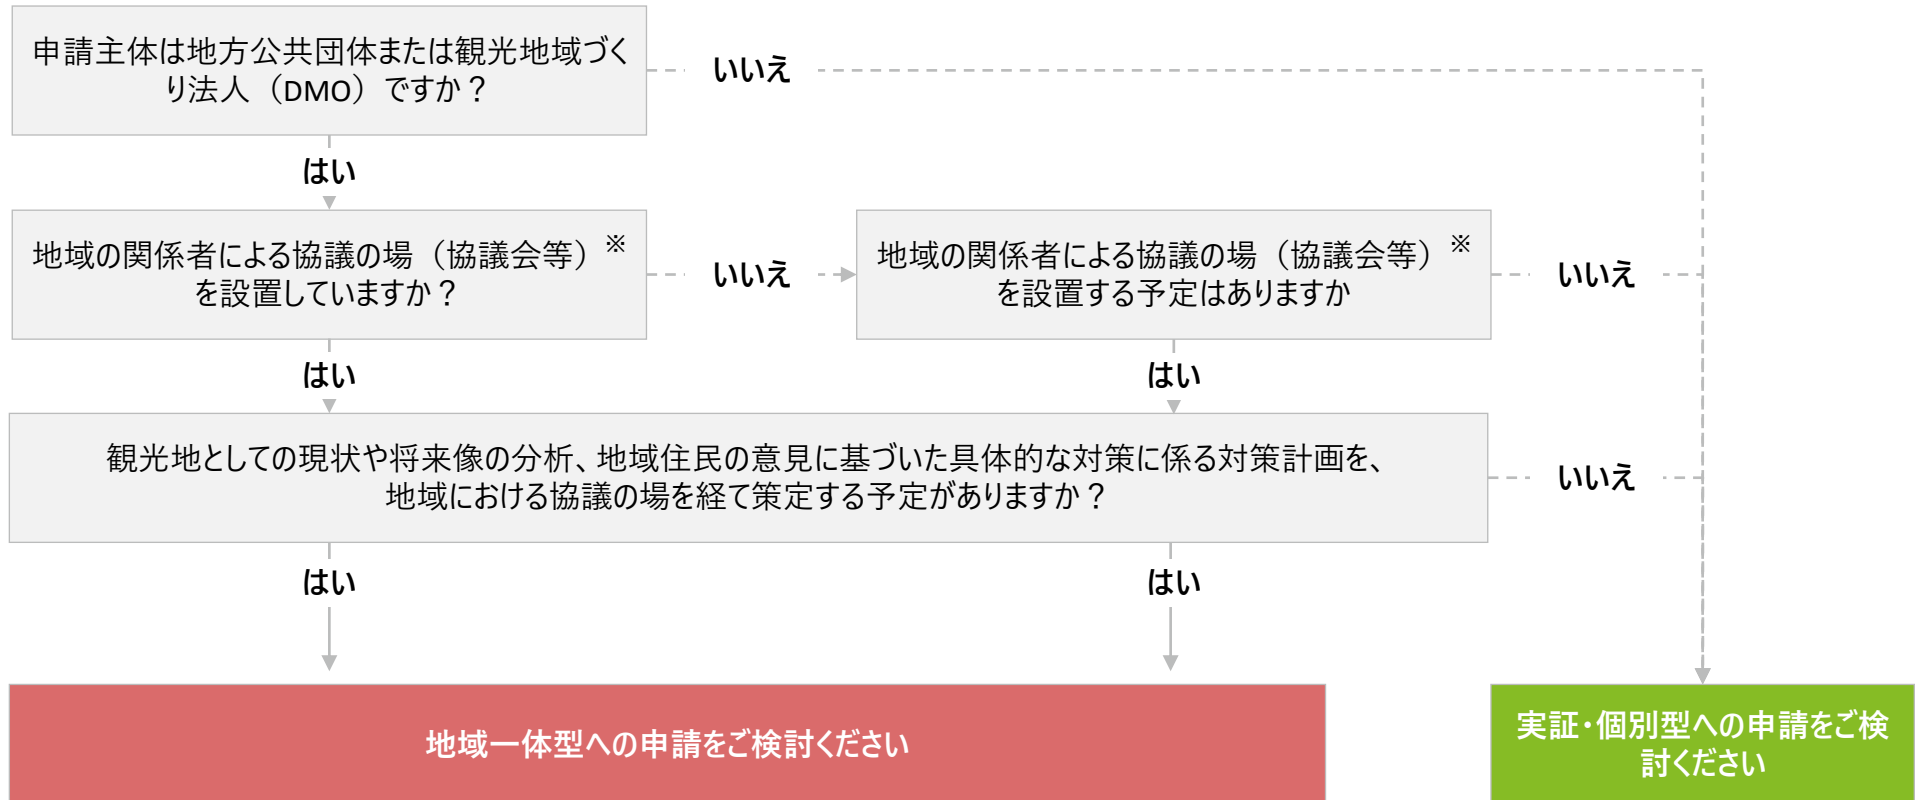 申請主体は地方公共団体または観光地域づく
り法人（DMO）ですか？
いいえ
はい
地域の関係者による協議の場（協議会等）※
を設置していますか？
いいえ
地域の関係者による協議の場（協議会等）※
を設置する予定はありますか
いいえ
はい
はい
観光地としての現状や将来像の分析、地域住民の意見に基づいた具体的な対策に係る対策計画を、
地域における協議の場を経て策定する予定がありますか？
いいえ
はい
はい
地域一体型への申請をご検討ください
実証・個別型への申請をご検
討ください